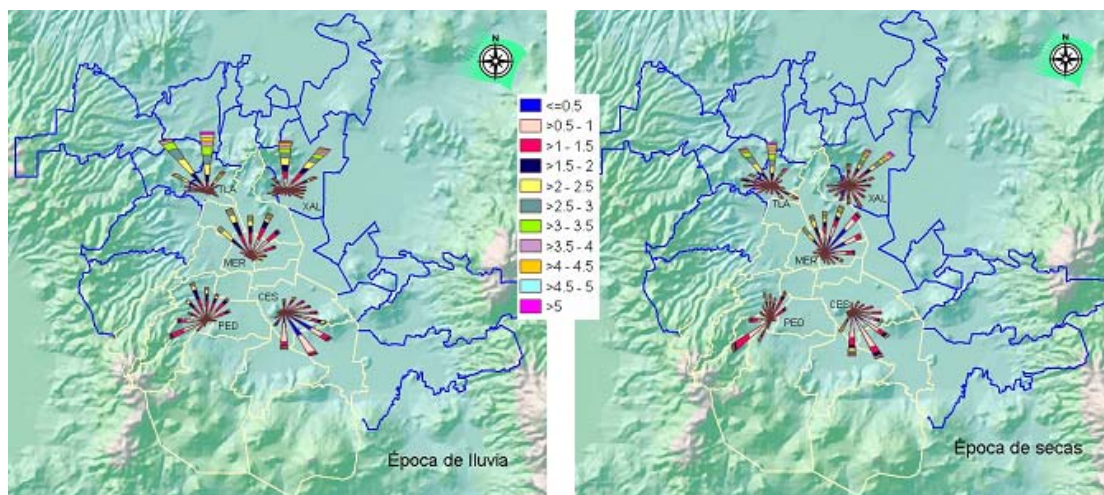 N
TLA
XAL
MER
CES
PED
Época de lluvia
<=0.5
>0.5 - 1
>1 - 1.5
>1.5 - 2
>2 - 2.5
>2.5 - 3
>3 - 3.5
>3.5 - 4
>4 - 4.5
>4.5 - 5
>5
N
TLA
XAL
MER
CES
PED
Época de secas